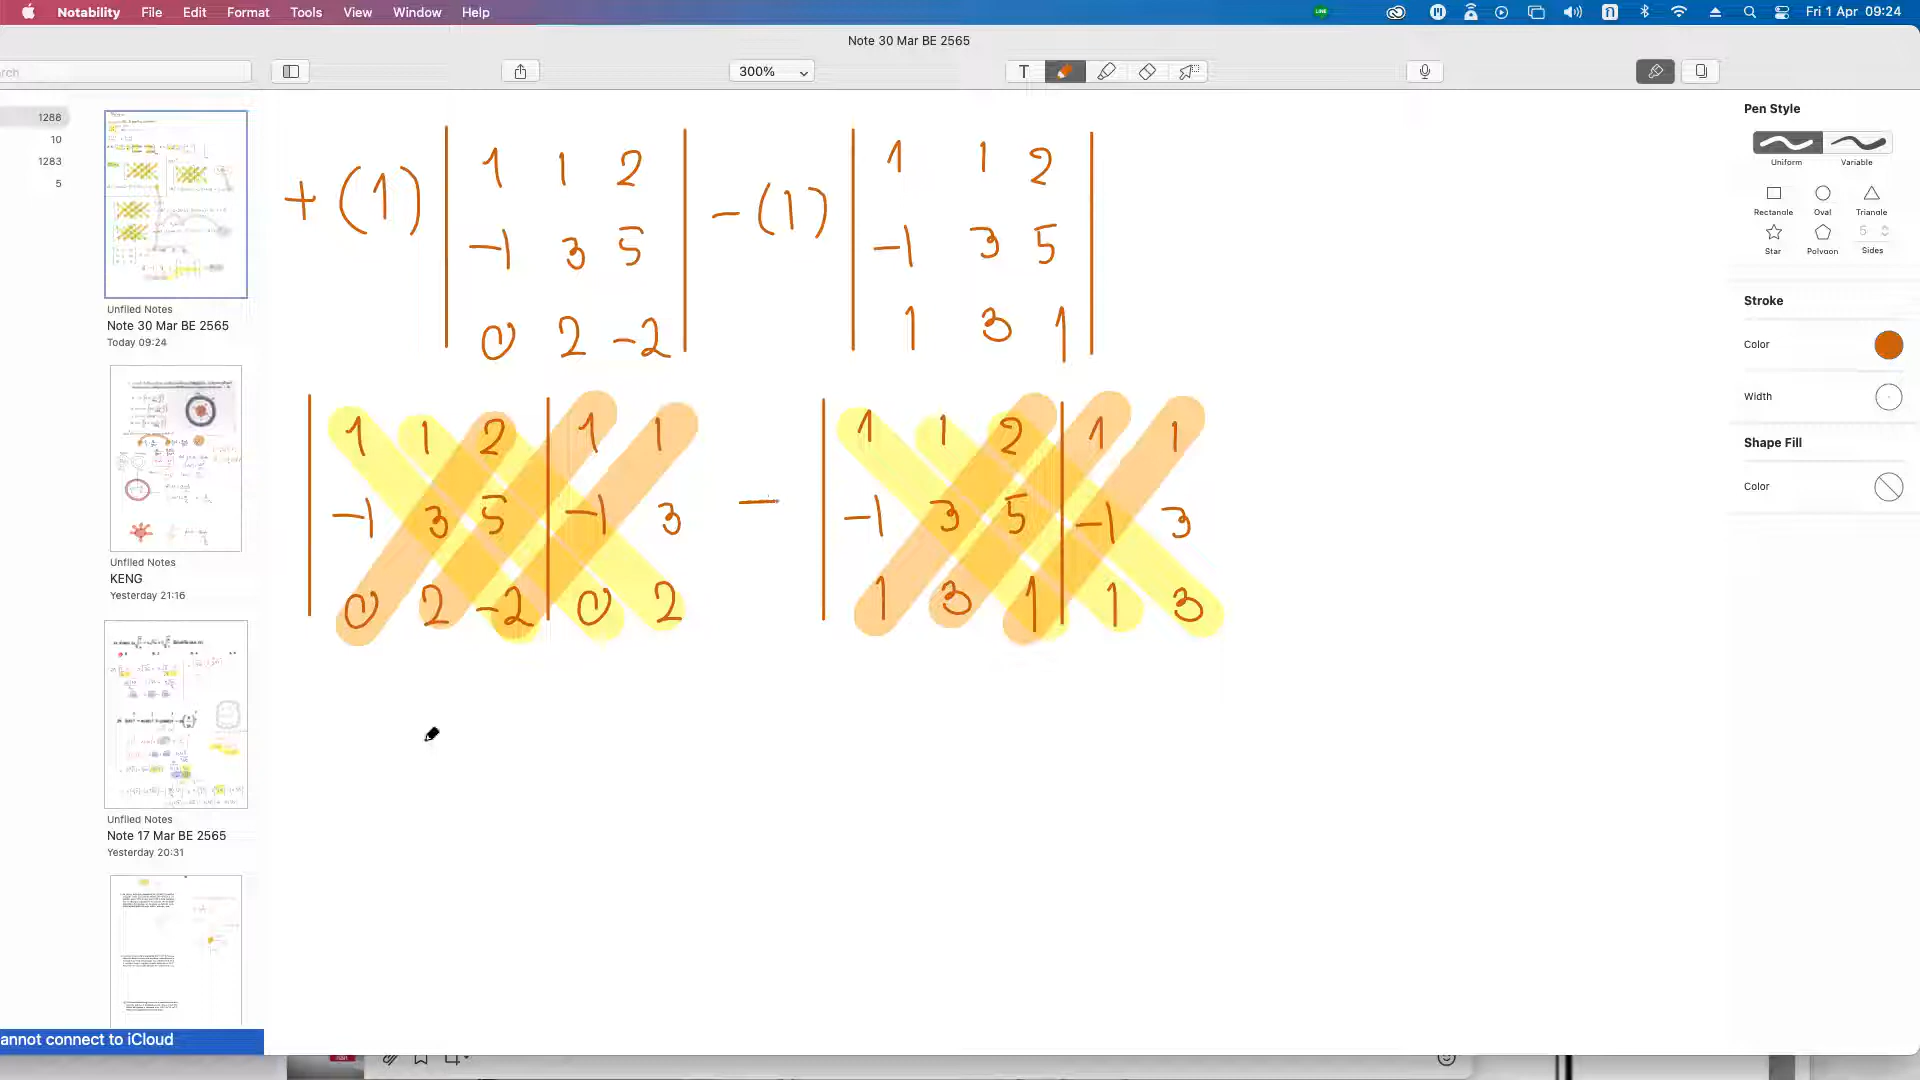 Notability File Edit Format Tools View Window Help Fri 1 Apr 09:24
Note 30 Mar BE 2565
rch 300% T
1288
10
1283
5
Unfiled Notes
Note 30 Mar BE 2565
Today 09:24
Unfiled Notes
KENG
Yesterday 21:16
Unfiled Notes
Note 17 Mar BE 2565
Yesterday 20:31
annot connect to iCloud
+ (1) | 1 1 2 | - (1) | 1 1 2 |
-1 3 5 -1 3 5
0 2 -2 1 3 1
| 1 1 2 | 1 1 | 1 1 2 | 1 1
-1 3 5 | -1 3 - | -1 3 5 | -1 3
0 2 -2 | 0 2 | 1 3 1 | 1 3
Pen Style
Uniform Variable
Rectangle Oval Triangle
5
Star Polygon Sides
Stroke
Color
Width
Shape Fill
Color